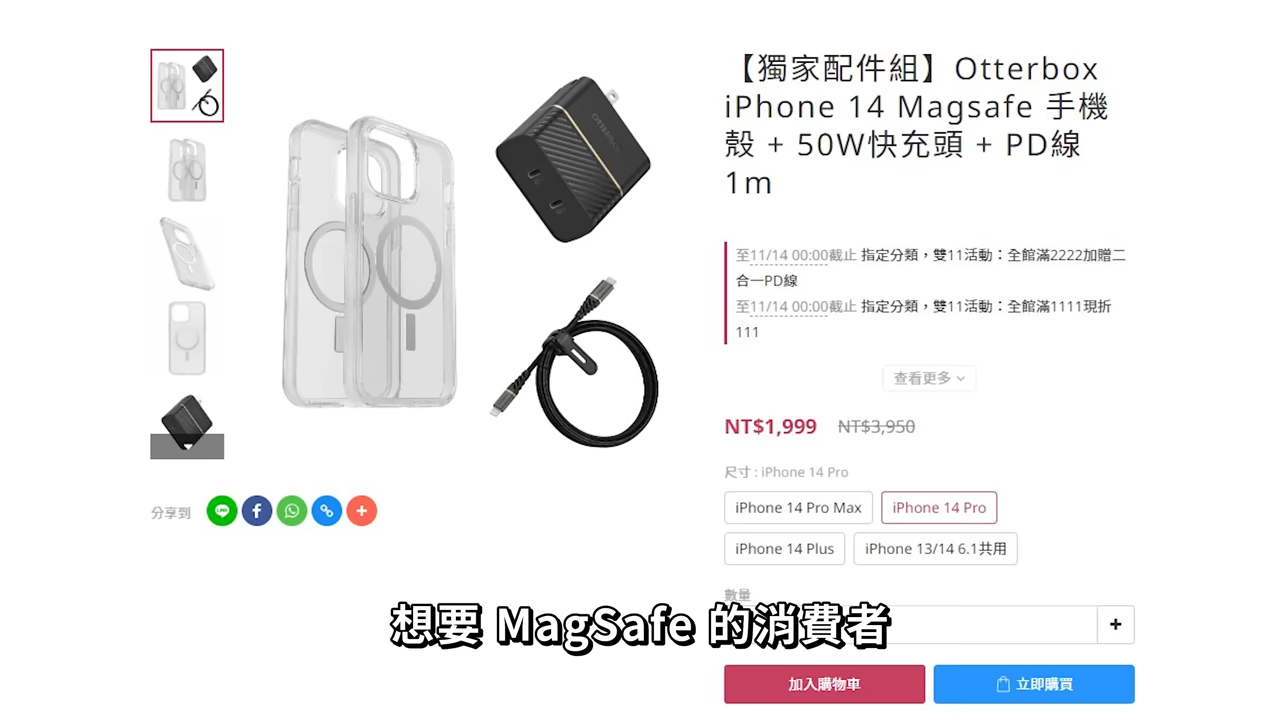 【獨家配件組】Otterbox
iPhone 14 Magsafe 手機
殼 + 50W快充頭 + PD線
1m
至11/14 00:00截止 指定分類，雙11活動：全館滿2222加贈二
合一PD線
至11/14 00:00截止 指定分類，雙11活動：全館滿1111現折
111
查看更多
NT$1,999 NT$3,950
尺寸 : iPhone 14 Pro
iPhone 14 Pro Max iPhone 14 Pro
iPhone 14 Plus iPhone 13/14 6.1共用
分享到
數量
+
想要 MagSafe 的消費者
加入購物車 立即購買